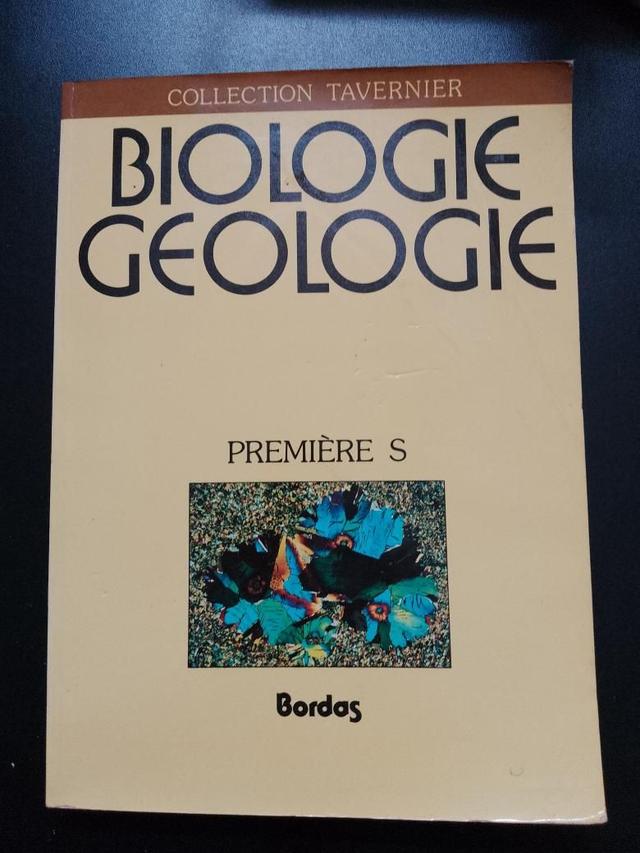 COLLECTION TAVERNIER
BIOLOGIE
GEOLOGIE
PREMIÈRE S
Bordas